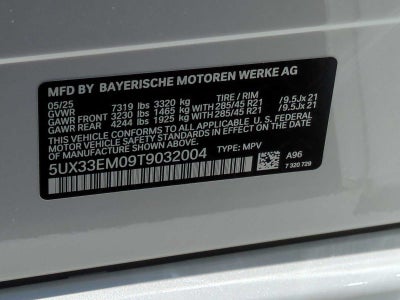 MFD BY BAYERISCHE MOTOREN WERKE AG
05/25 TIRE / RIM
GVWR 7319 lbs 3320 kg
GAWR FRONT 3230 lbs 1465 kg WITH 285/45 R21 /9.5Jx 21
GAWR REAR 4244 lbs 1925 kg WITH 285/45 R21 /9.5Jx 21
THIS VEHICLE CONFORMS TO ALL APPLICABLE U.S. FEDERAL
MOTOR VEHICLE SAFETY STANDARDS IN EFFECT ON THE
DATE OF MANUFACTURE SHOWN ABOVE.
5UX33EM09T9032004 TYPE: MPV A96
7 320 729